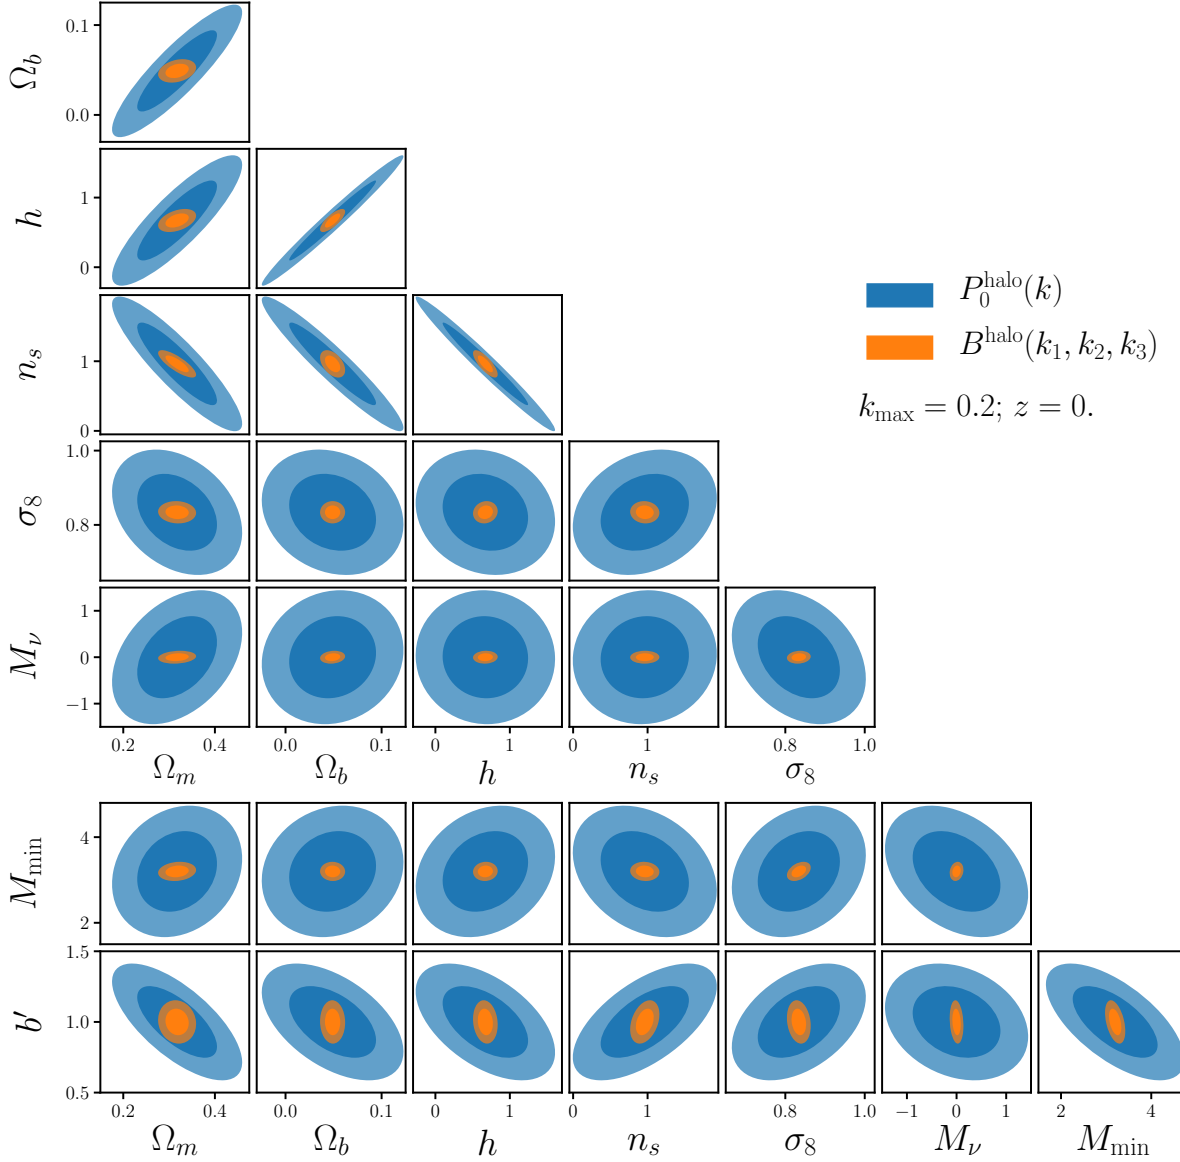 Ω_b
0.1
0.0
h
1
0
n_s
1
0
P_0^halo(k)
B^halo(k_1, k_2, k_3)
k_max = 0.2; z = 0.
σ_8
1.0
0.8
M_ν
1
0
−1
0.2 0.4 0.0 0.1 0 1 0 1 0.8 1.0
Ω_m Ω_b h n_s σ_8
M_min
4
2
b′
1.5
1.0
0.5
0.2 0.4 0.0 0.1 0 1 0 1 0.8 1.0 −1 0 1 2 4
Ω_m Ω_b h n_s σ_8 M_ν M_min